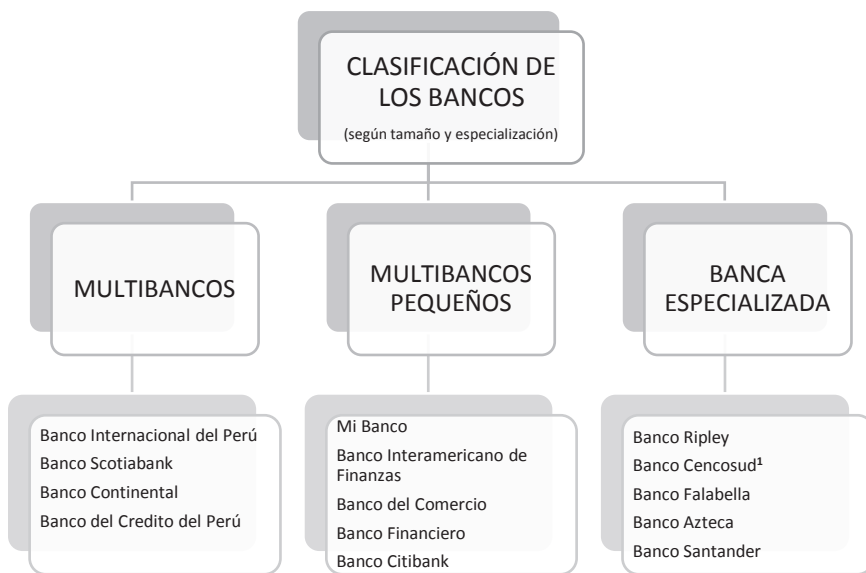 CLASIFICACIÓN DE
LOS BANCOS
(según tamaño y especialización)
MULTIBANCOS
MULTIBANCOS
PEQUEÑOS
BANCA
ESPECIALIZADA
Banco Internacional del Perú
Banco Scotiabank
Banco Continental
Banco del Credito del Perú
Mi Banco
Banco Interamericano de
Finanzas
Banco del Comercio
Banco Financiero
Banco Citibank
Banco Ripley
Banco Cencosud¹
Banco Falabella
Banco Azteca
Banco Santander